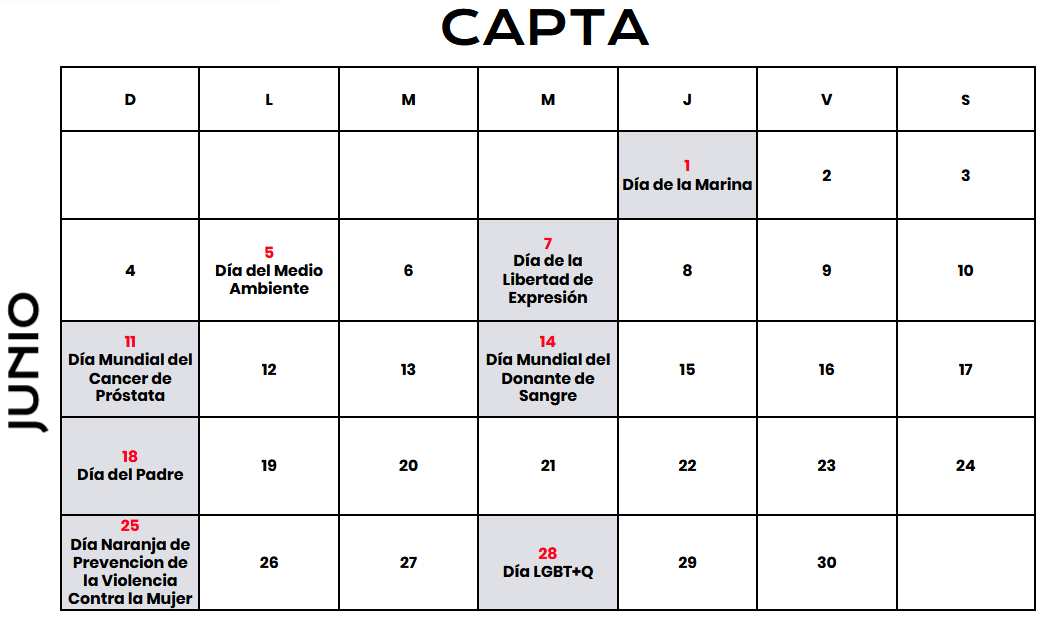 CAPTA
JUNIO
D L M M J V S
1
Día de la Marina
2
3
4
5
Día del Medio
Ambiente
6
7
Día de la
Libertad de
Expresión
8
9
10
11
Día Mundial del
Cancer de
Próstata
12
13
14
Día Mundial del
Donante de
Sangre
15
16
17
18
Día del Padre
19
20
21
22
23
24
25
Día Naranja de
Prevencion de
la Violencia
Contra la Mujer
26
27
28
Día LGBT+Q
29
30